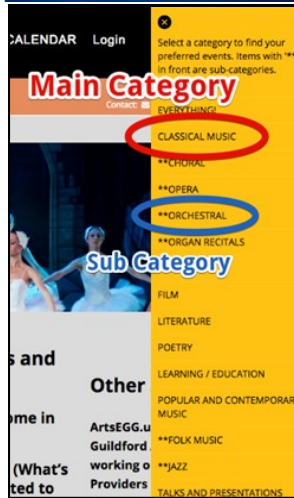 CALENDAR Login
Select a category to find your
preferred events. Items with '**
in front are sub-categories.
Main Category
Contact:
EVERYTHING!
CLASSICAL MUSIC
**CHORAL
**OPERA
**ORCHESTRAL
**ORGAN RECITALS
Sub Category
FILM
LITERATURE
POETRY
LEARNING / EDUCATION
POPULAR AND CONTEMPORAR
MUSIC
**FOLK MUSIC
**JAZZ
TALKS AND PRESENTATIONS
s and
ome in
(What's
ted to
Other
ArtsEGG.u
Guildford
working o
Providers